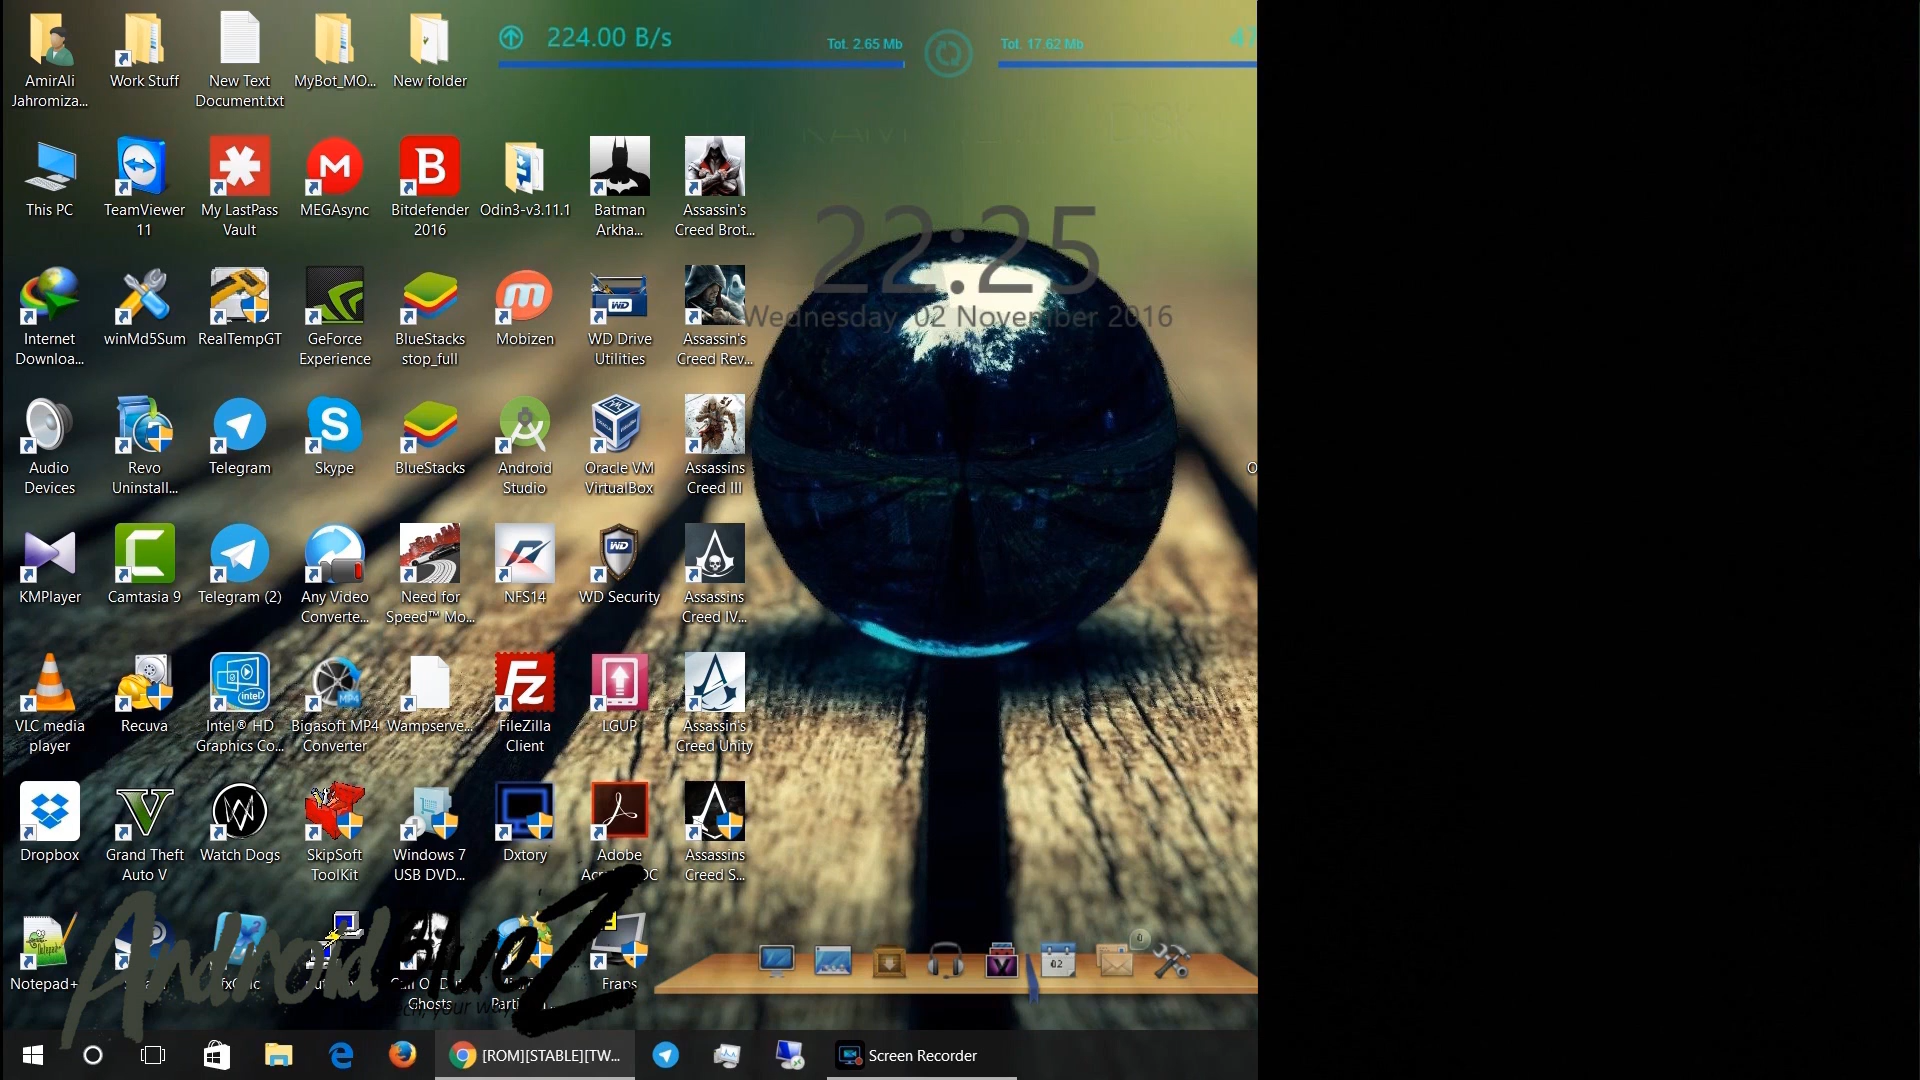 224.00 B/s
Tot. 2.65 Mb
Tot. 17.62 Mb
AmirAli
Jahromiza...
Work Stuff
New Text
Document.txt
MyBot_MO...
New folder
This PC
TeamViewer
11
My LastPass
Vault
MEGAsync
Bitdefender
2016
Odin3-v3.11.1
Batman
Arkha...
Assassin's
Creed Brot...
22:25
Wednesday, 02 November 2016
Internet
Downloa...
winMd5Sum
RealTempGT
GeForce
Experience
BlueStacks
stop_full
Mobizen
WD Drive
Utilities
Assassin's
Creed Rev...
Audio
Devices
Revo
Uninstall...
Telegram
Skype
BlueStacks
Android
Studio
Oracle VM
VirtualBox
Assassins
Creed III
KMPlayer
Camtasia 9
Telegram (2)
Any Video
Converte...
Need for
Speed™ Mo...
NFS14
WD Security
Assassins
Creed IV...
VLC media
player
Recuva
Intel® HD
Graphics Co...
Bigasoft MP4
Converter
Wampserve...
FileZilla
Client
LGUP
Assassin's
Creed Unity
Dropbox
Grand Theft
Auto V
Watch Dogs
SkipSoft
ToolKit
Windows 7
USB DVD...
Dxtory
Adobe
Assassins
Creed S...
Ghosts
Fraps
AndroidBlueZ
02
[ROM][STABLE][TW...
Screen Recorder